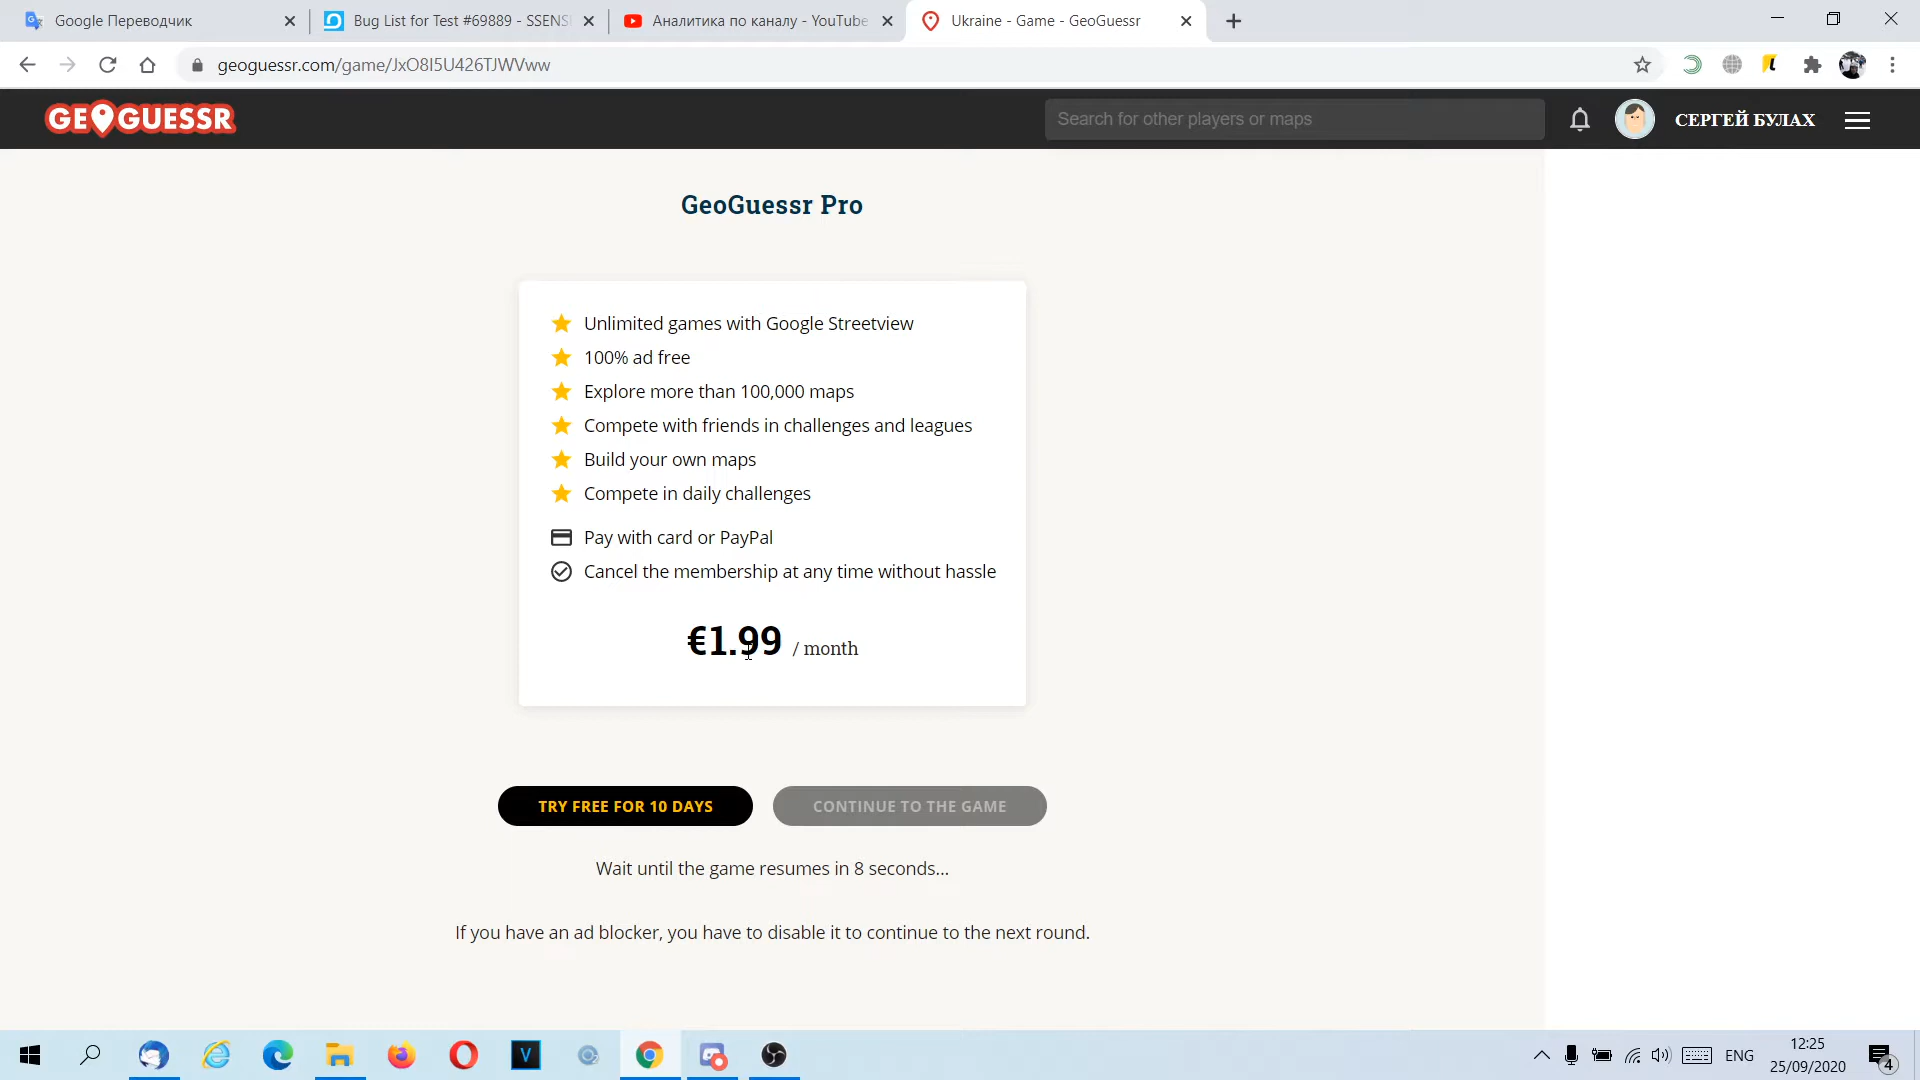 Google Переводчик
Bug List for Test #69889 - SSENS
Аналитика по каналу - YouTube
Ukraine - Game - GeoGuessr
geoguessr.com/game/JxO8I5U426TJWVww
GEOGUESSR
Search for other players or maps
СЕРГЕЙ БУЛАХ
GeoGuessr Pro
Unlimited games with Google Streetview
100% ad free
Explore more than 100,000 maps
Compete with friends in challenges and leagues
Build your own maps
Compete in daily challenges
Pay with card or PayPal
Cancel the membership at any time without hassle
€1.99 / month
TRY FREE FOR 10 DAYS
CONTINUE TO THE GAME
Wait until the game resumes in 8 seconds...
If you have an ad blocker, you have to disable it to continue to the next round.
ENG
12:25
25/09/2020
4